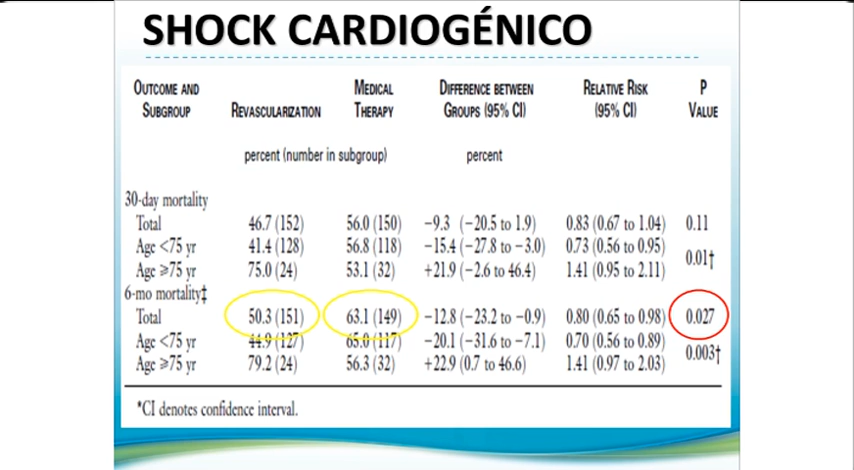 SHOCK CARDIOGÉNICO
OUTCOME AND SUBGROUP REVASCULARIZATION MEDICAL THERAPY DIFFERENCE BETWEEN GROUPS (95% CI) RELATIVE RISK (95% CI) P VALUE
percent (number in subgroup) percent
30-day mortality
Total 46.7 (152) 56.0 (150) −9.3 (−20.5 to 1.9) 0.83 (0.67 to 1.04) 0.11
Age <75 yr 41.4 (128) 56.8 (118) −15.4 (−27.8 to −3.0) 0.73 (0.56 to 0.95) 0.01†
Age ≥75 yr 75.0 (24) 53.1 (32) +21.9 (−2.6 to 46.4) 1.41 (0.95 to 2.11)
6-mo mortality‡
Total 50.3 (151) 63.1 (149) −12.8 (−23.2 to −0.9) 0.80 (0.65 to 0.98) 0.027
Age <75 yr 44.9 (127) 65.0 (117) −20.1 (−31.6 to −7.1) 0.70 (0.56 to 0.89) 0.003†
Age ≥75 yr 79.2 (24) 56.3 (32) +22.9 (0.7 to 46.6) 1.41 (0.97 to 2.03)
*CI denotes confidence interval.